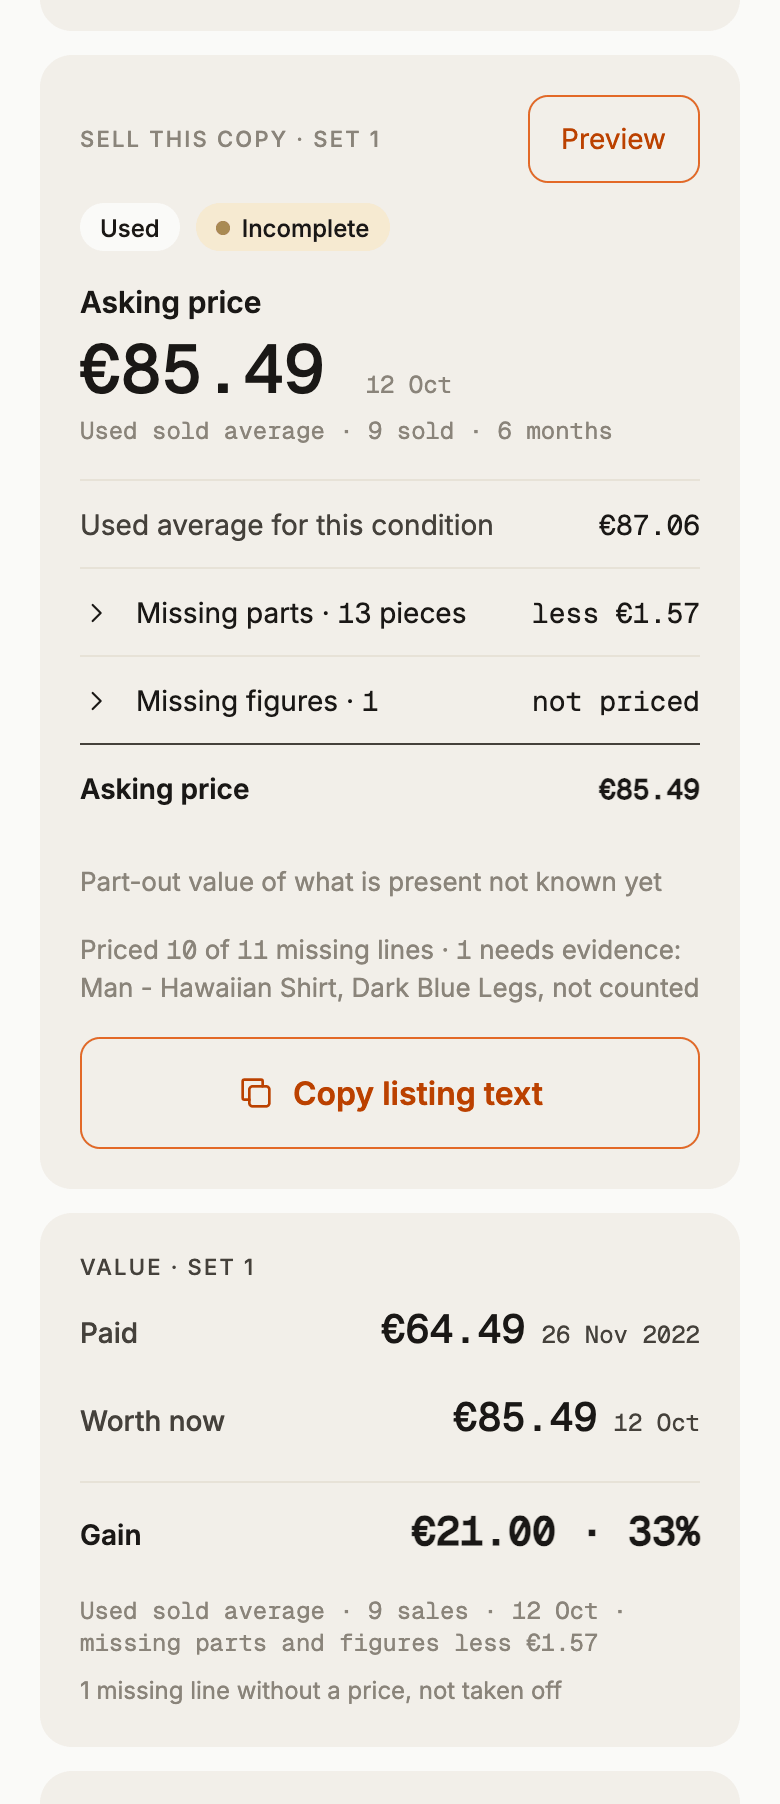 SELL THIS COPY · SET 1
Preview
Used
Incomplete
Asking price
€85.49 12 Oct
Used sold average · 9 sold · 6 months
Used average for this condition €87.06
Missing parts · 13 pieces less €1.57
Missing figures · 1 not priced
Asking price €85.49
Part-out value of what is present not known yet
Priced 10 of 11 missing lines · 1 needs evidence:
Man - Hawaiian Shirt, Dark Blue Legs, not counted
Copy listing text
VALUE · SET 1
Paid €64.49 26 Nov 2022
Worth now €85.49 12 Oct
Gain €21.00 · 33%
Used sold average · 9 sales · 12 Oct ·
missing parts and figures less €1.57
1 missing line without a price, not taken off